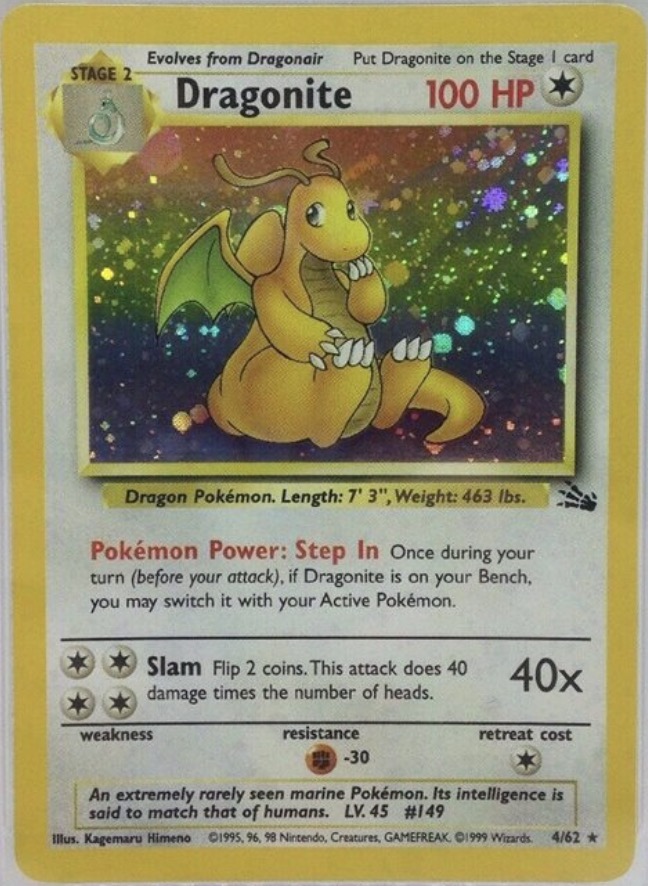 Evolves from Dragonair Put Dragonite on the Stage 1 card
STAGE 2
Dragonite 100 HP
Dragon Pokémon. Length: 7' 3", Weight: 463 lbs.
Pokémon Power: Step In Once during your
turn (before your attack), if Dragonite is on your Bench,
you may switch it with your Active Pokémon.
Slam Flip 2 coins. This attack does 40
damage times the number of heads.
40x
weakness resistance retreat cost
-30
An extremely rarely seen marine Pokémon. Its intelligence is
said to match that of humans. LV. 45 #149
Illus. Kagemaru Himeno ©1995, 96, 98 Nintendo, Creatures, GAMEFREAK. ©1999 Wizards. 4/62 ★